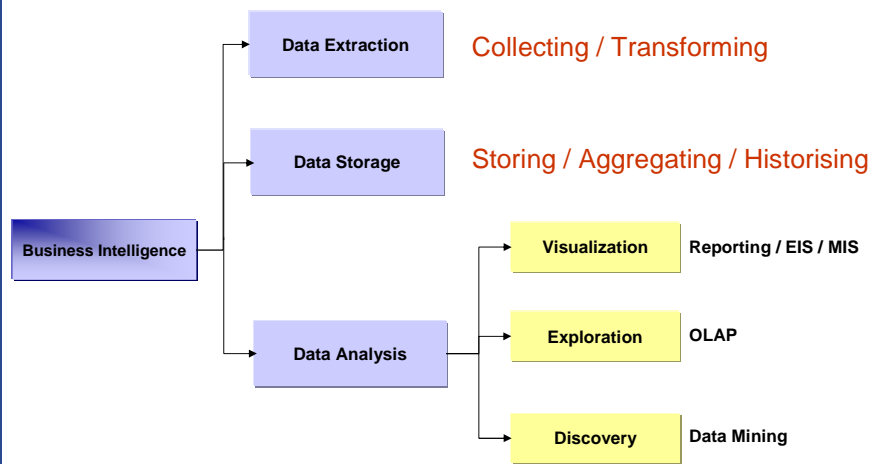 Data Extraction
Collecting / Transforming
Data Storage
Storing / Aggregating / Historising
Business Intelligence
Visualization
Reporting / EIS / MIS
Exploration
OLAP
Data Analysis
Discovery
Data Mining